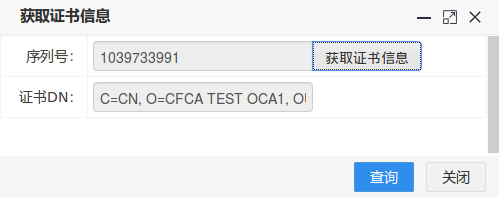 获取证书信息
序列号： 1039733991 获取证书信息
证书DN： C=CN, O=CFCA TEST OCA1, OU
查询 关闭